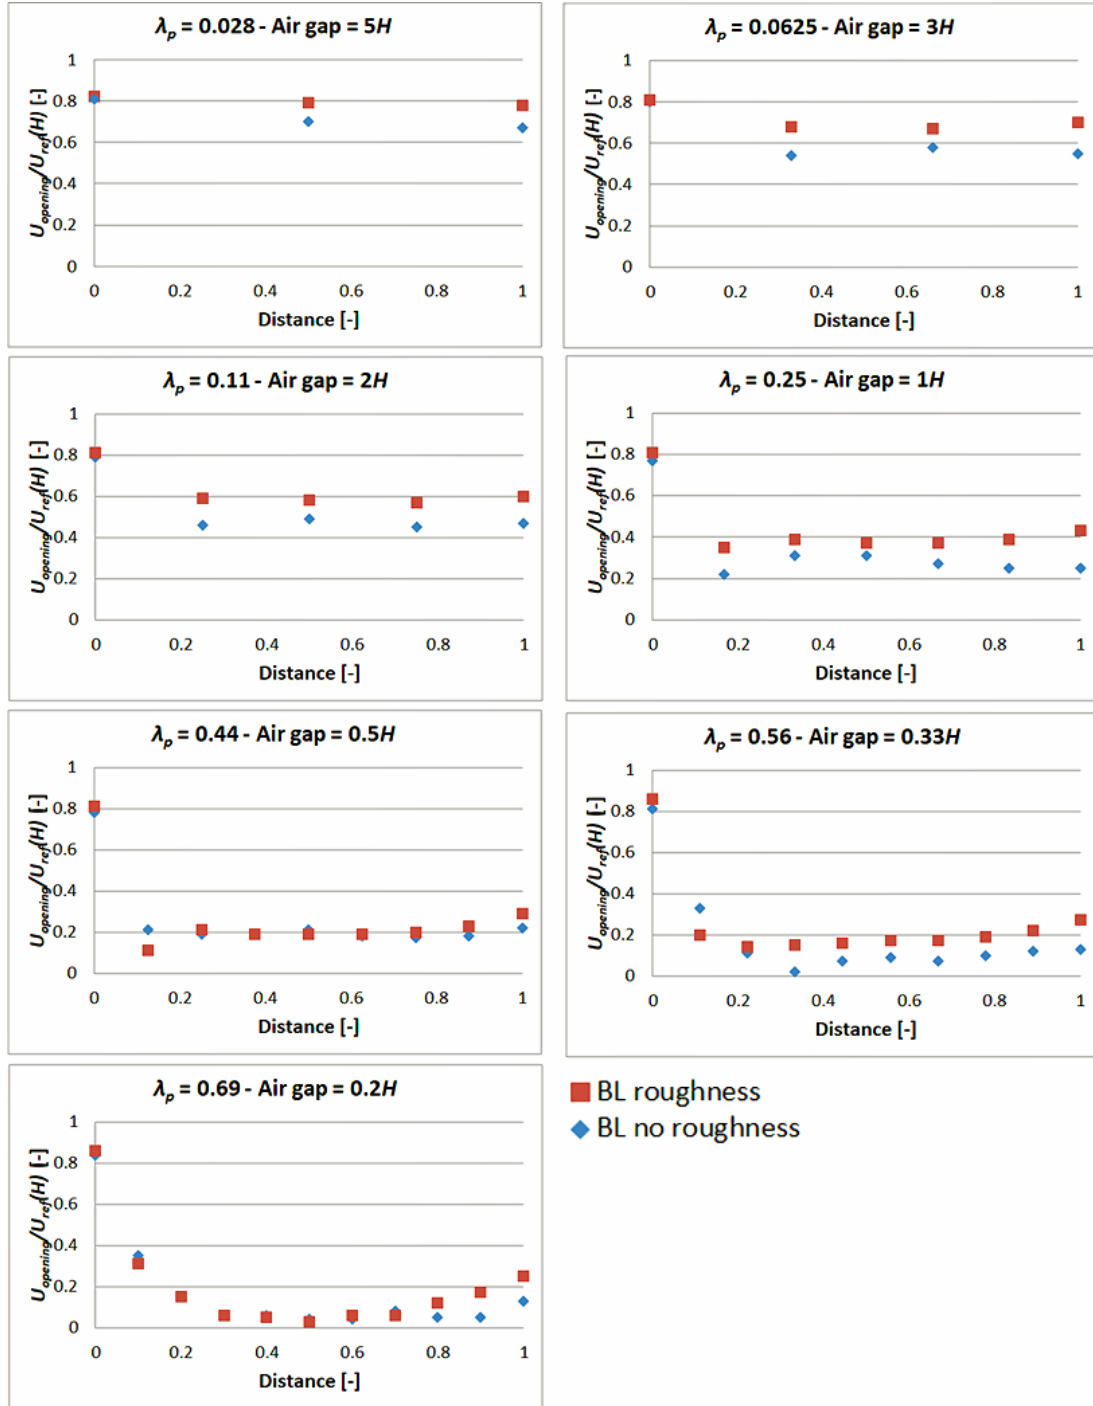 λp = 0.028 - Air gap = 5H
Uopening/Uref(H) [-]
1
0.8
0.6
0.4
0.2
0
0 0.2 0.4 0.6 0.8 1
Distance [-]
λp = 0.0625 - Air gap = 3H
Uopening/Uref(H) [-]
1
0.8
0.6
0.4
0.2
0
0 0.2 0.4 0.6 0.8 1
Distance [-]
λp = 0.11 - Air gap = 2H
Uopening/Uref(H) [-]
1
0.8
0.6
0.4
0.2
0
0 0.2 0.4 0.6 0.8 1
Distance [-]
λp = 0.25 - Air gap = 1H
Uopening/Uref(H) [-]
1
0.8
0.6
0.4
0.2
0
0 0.2 0.4 0.6 0.8 1
Distance [-]
λp = 0.44 - Air gap = 0.5H
Uopening/Uref(H) [-]
1
0.8
0.6
0.4
0.2
0
0 0.2 0.4 0.6 0.8 1
Distance [-]
λp = 0.56 - Air gap = 0.33H
Uopening/Uref(H) [-]
1
0.8
0.6
0.4
0.2
0
0 0.2 0.4 0.6 0.8 1
Distance [-]
λp = 0.69 - Air gap = 0.2H
Uopening/Uref(H) [-]
1
0.8
0.6
0.4
0.2
0
0 0.2 0.4 0.6 0.8 1
Distance [-]
BL roughness
BL no roughness